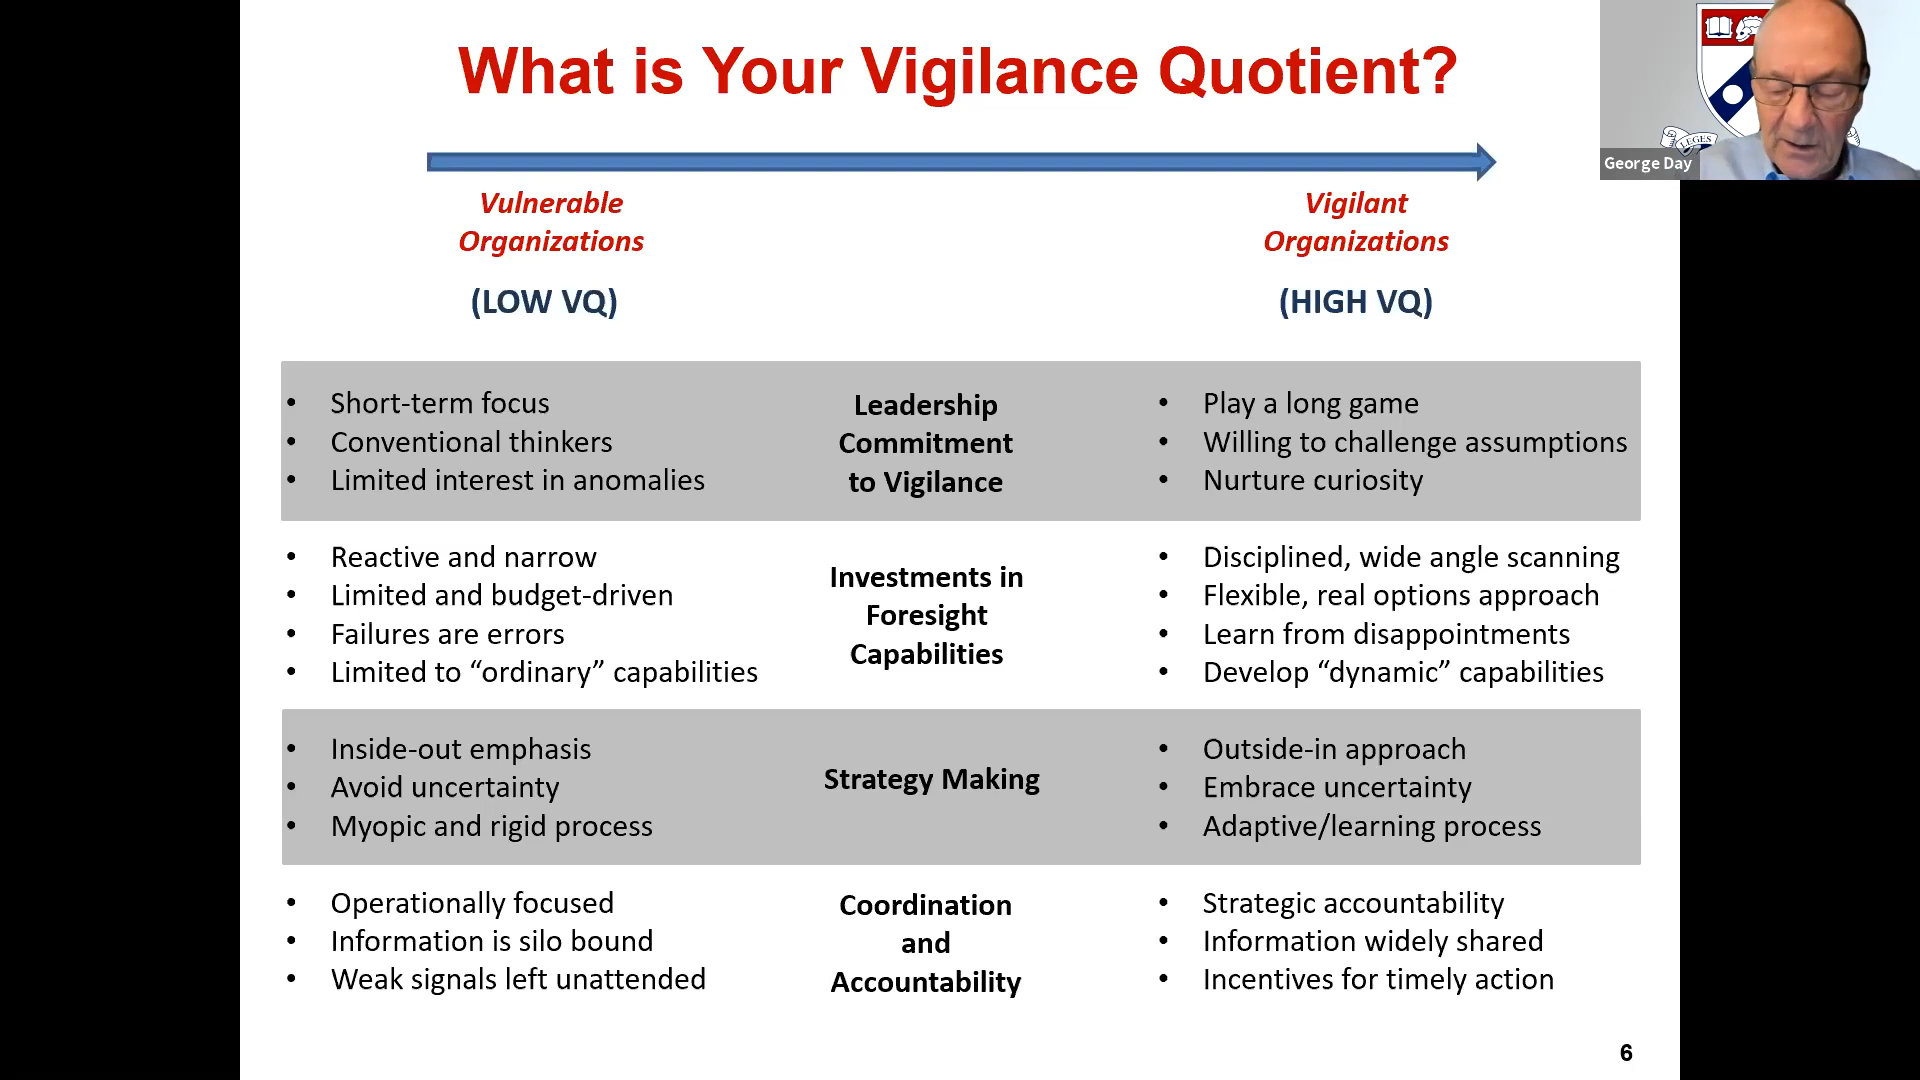 What is Your Vigilance Quotient?
LEGES
George Day
Vulnerable
Organizations
Vigilant
Organizations
(LOW VQ)
(HIGH VQ)
• Short-term focus
• Conventional thinkers
• Limited interest in anomalies
Leadership
Commitment
to Vigilance
• Play a long game
• Willing to challenge assumptions
• Nurture curiosity
• Reactive and narrow
• Limited and budget-driven
• Failures are errors
• Limited to “ordinary” capabilities
Investments in
Foresight
Capabilities
• Disciplined, wide angle scanning
• Flexible, real options approach
• Learn from disappointments
• Develop “dynamic” capabilities
• Inside-out emphasis
• Avoid uncertainty
• Myopic and rigid process
Strategy Making
• Outside-in approach
• Embrace uncertainty
• Adaptive/learning process
• Operationally focused
• Information is silo bound
• Weak signals left unattended
Coordination
and
Accountability
• Strategic accountability
• Information widely shared
• Incentives for timely action
6